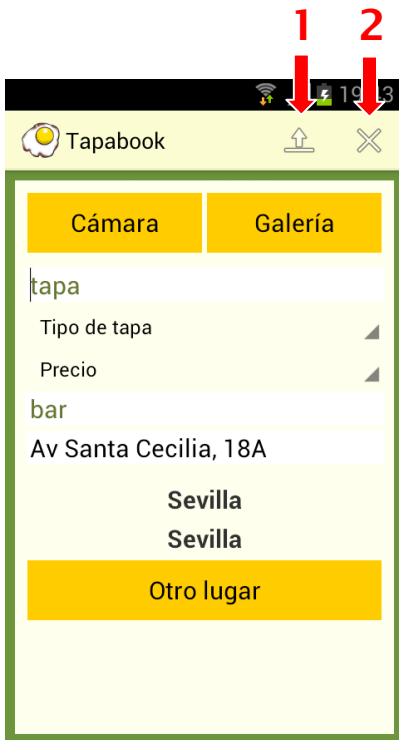 1 2
Tapabook
Cámara Galería
tapa
Tipo de tapa
Precio
bar
Av Santa Cecilia, 18A
Sevilla
Sevilla
Otro lugar